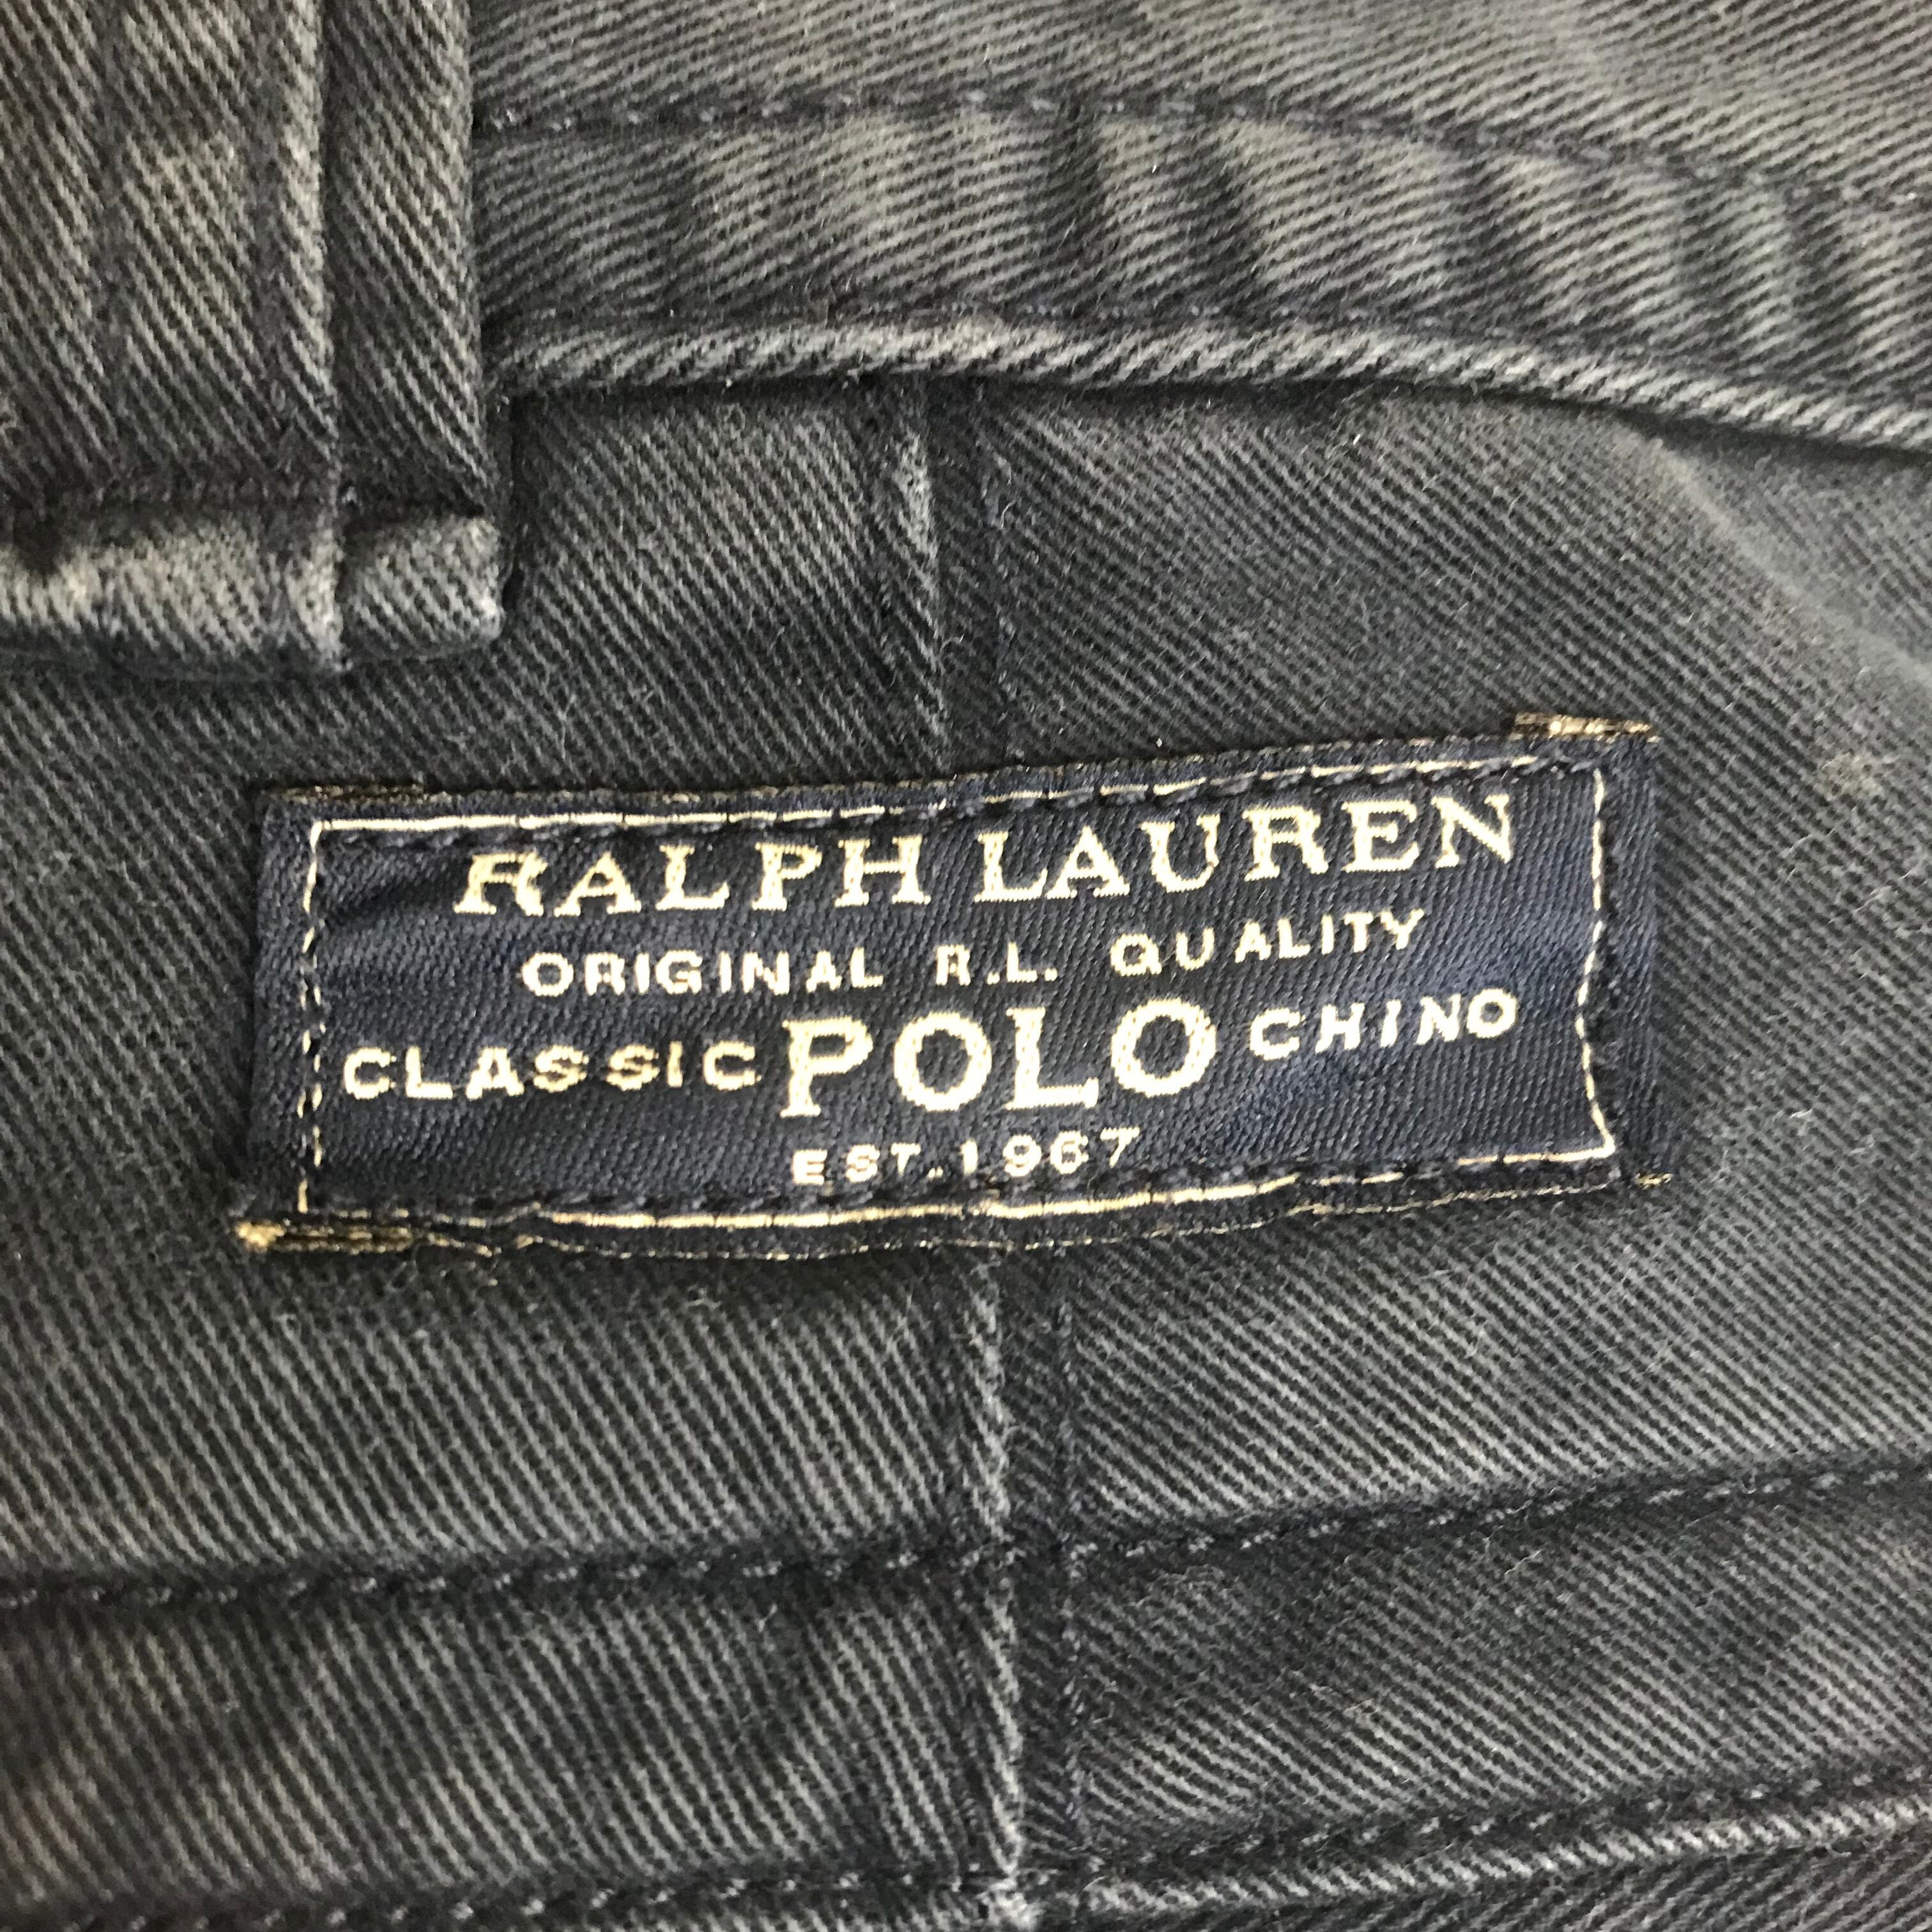 RALPH LAUREN
ORIGINAL R.L. QUALITY
CLASSIC POLO CHINO
EST. 1967